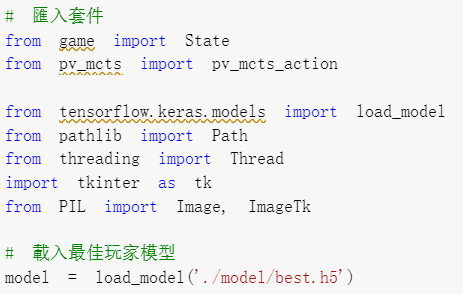 # 匯入套件
from game import State
from pv_mcts import pv_mcts_action
from tensorflow.keras.models import load_model
from pathlib import Path
from threading import Thread
import tkinter as tk
from PIL import Image, ImageTk
# 載入最佳玩家模型
model = load_model('./model/best.h5')